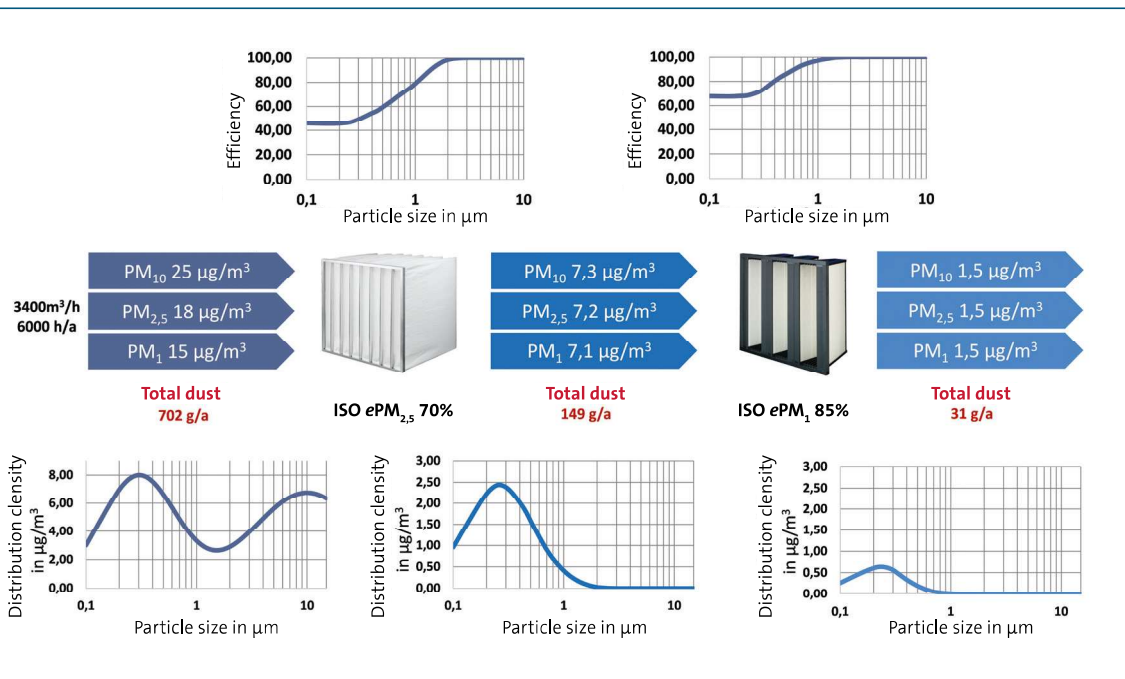 100,00
80,00
60,00
40,00
20,00
0,00
Efficiency
0,1
1
10
Particle size in µm
100,00
80,00
60,00
40,00
20,00
0,00
Efficiency
0,1
1
10
Particle size in µm
3400m³/h
6000 h/a
PM₁₀ 25 µg/m³
PM₂,₅ 18 µg/m³
PM₁ 15 µg/m³
Total dust
702 g/a
ISO ePM₂,₅ 70%
PM₁₀ 7,3 µg/m³
PM₂,₅ 7,2 µg/m³
PM₁ 7,1 µg/m³
Total dust
149 g/a
ISO ePM₁ 85%
PM₁₀ 1,5 µg/m³
PM₂,₅ 1,5 µg/m³
PM₁ 1,5 µg/m³
Total dust
31 g/a
Distribution clensity
in µg/m³
8,00
6,00
4,00
2,00
0,00
0,1
1
10
Particle size in µm
Distribution clensity
in µg/m³
3,00
2,50
2,00
1,50
1,00
0,50
0,00
0,1
1
10
Particle size in µm
Distribution clensity
in µg/m³
3,00
2,50
2,00
1,50
1,00
0,50
0,00
0,1
1
10
Particle size in µm